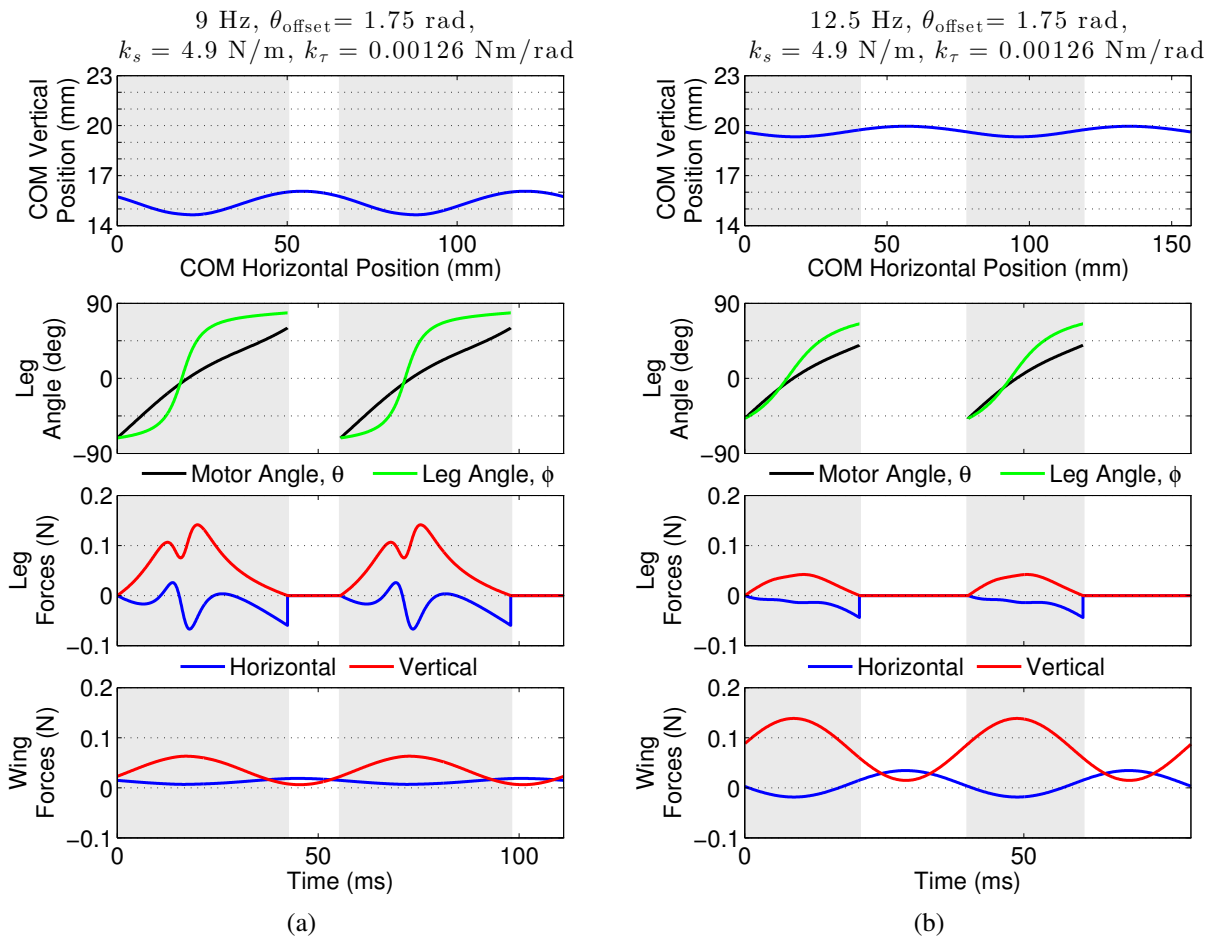 9 Hz, θoffset= 1.75 rad,
ks = 4.9 N/m, kτ = 0.00126 Nm/rad
23
20
17
14
COM Vertical
Position (mm)
0 50 100
COM Horizontal Position (mm)
90
0
−90
Leg
Angle (deg)
Motor Angle, θ Leg Angle, ϕ
0.2
0.1
0
−0.1
Leg
Forces (N)
Horizontal Vertical
0.2
0.1
0
−0.1
Wing
Forces (N)
0 50 100
Time (ms)
(a)
12.5 Hz, θoffset= 1.75 rad,
ks = 4.9 N/m, kτ = 0.00126 Nm/rad
23
20
17
14
COM Vertical
Position (mm)
0 50 100 150
COM Horizontal Position (mm)
90
0
−90
Leg
Angle (deg)
Motor Angle, θ Leg Angle, ϕ
0.2
0.1
0
−0.1
Leg
Forces (N)
Horizontal Vertical
0.2
0.1
0
−0.1
Wing
Forces (N)
0 50
Time (ms)
(b)